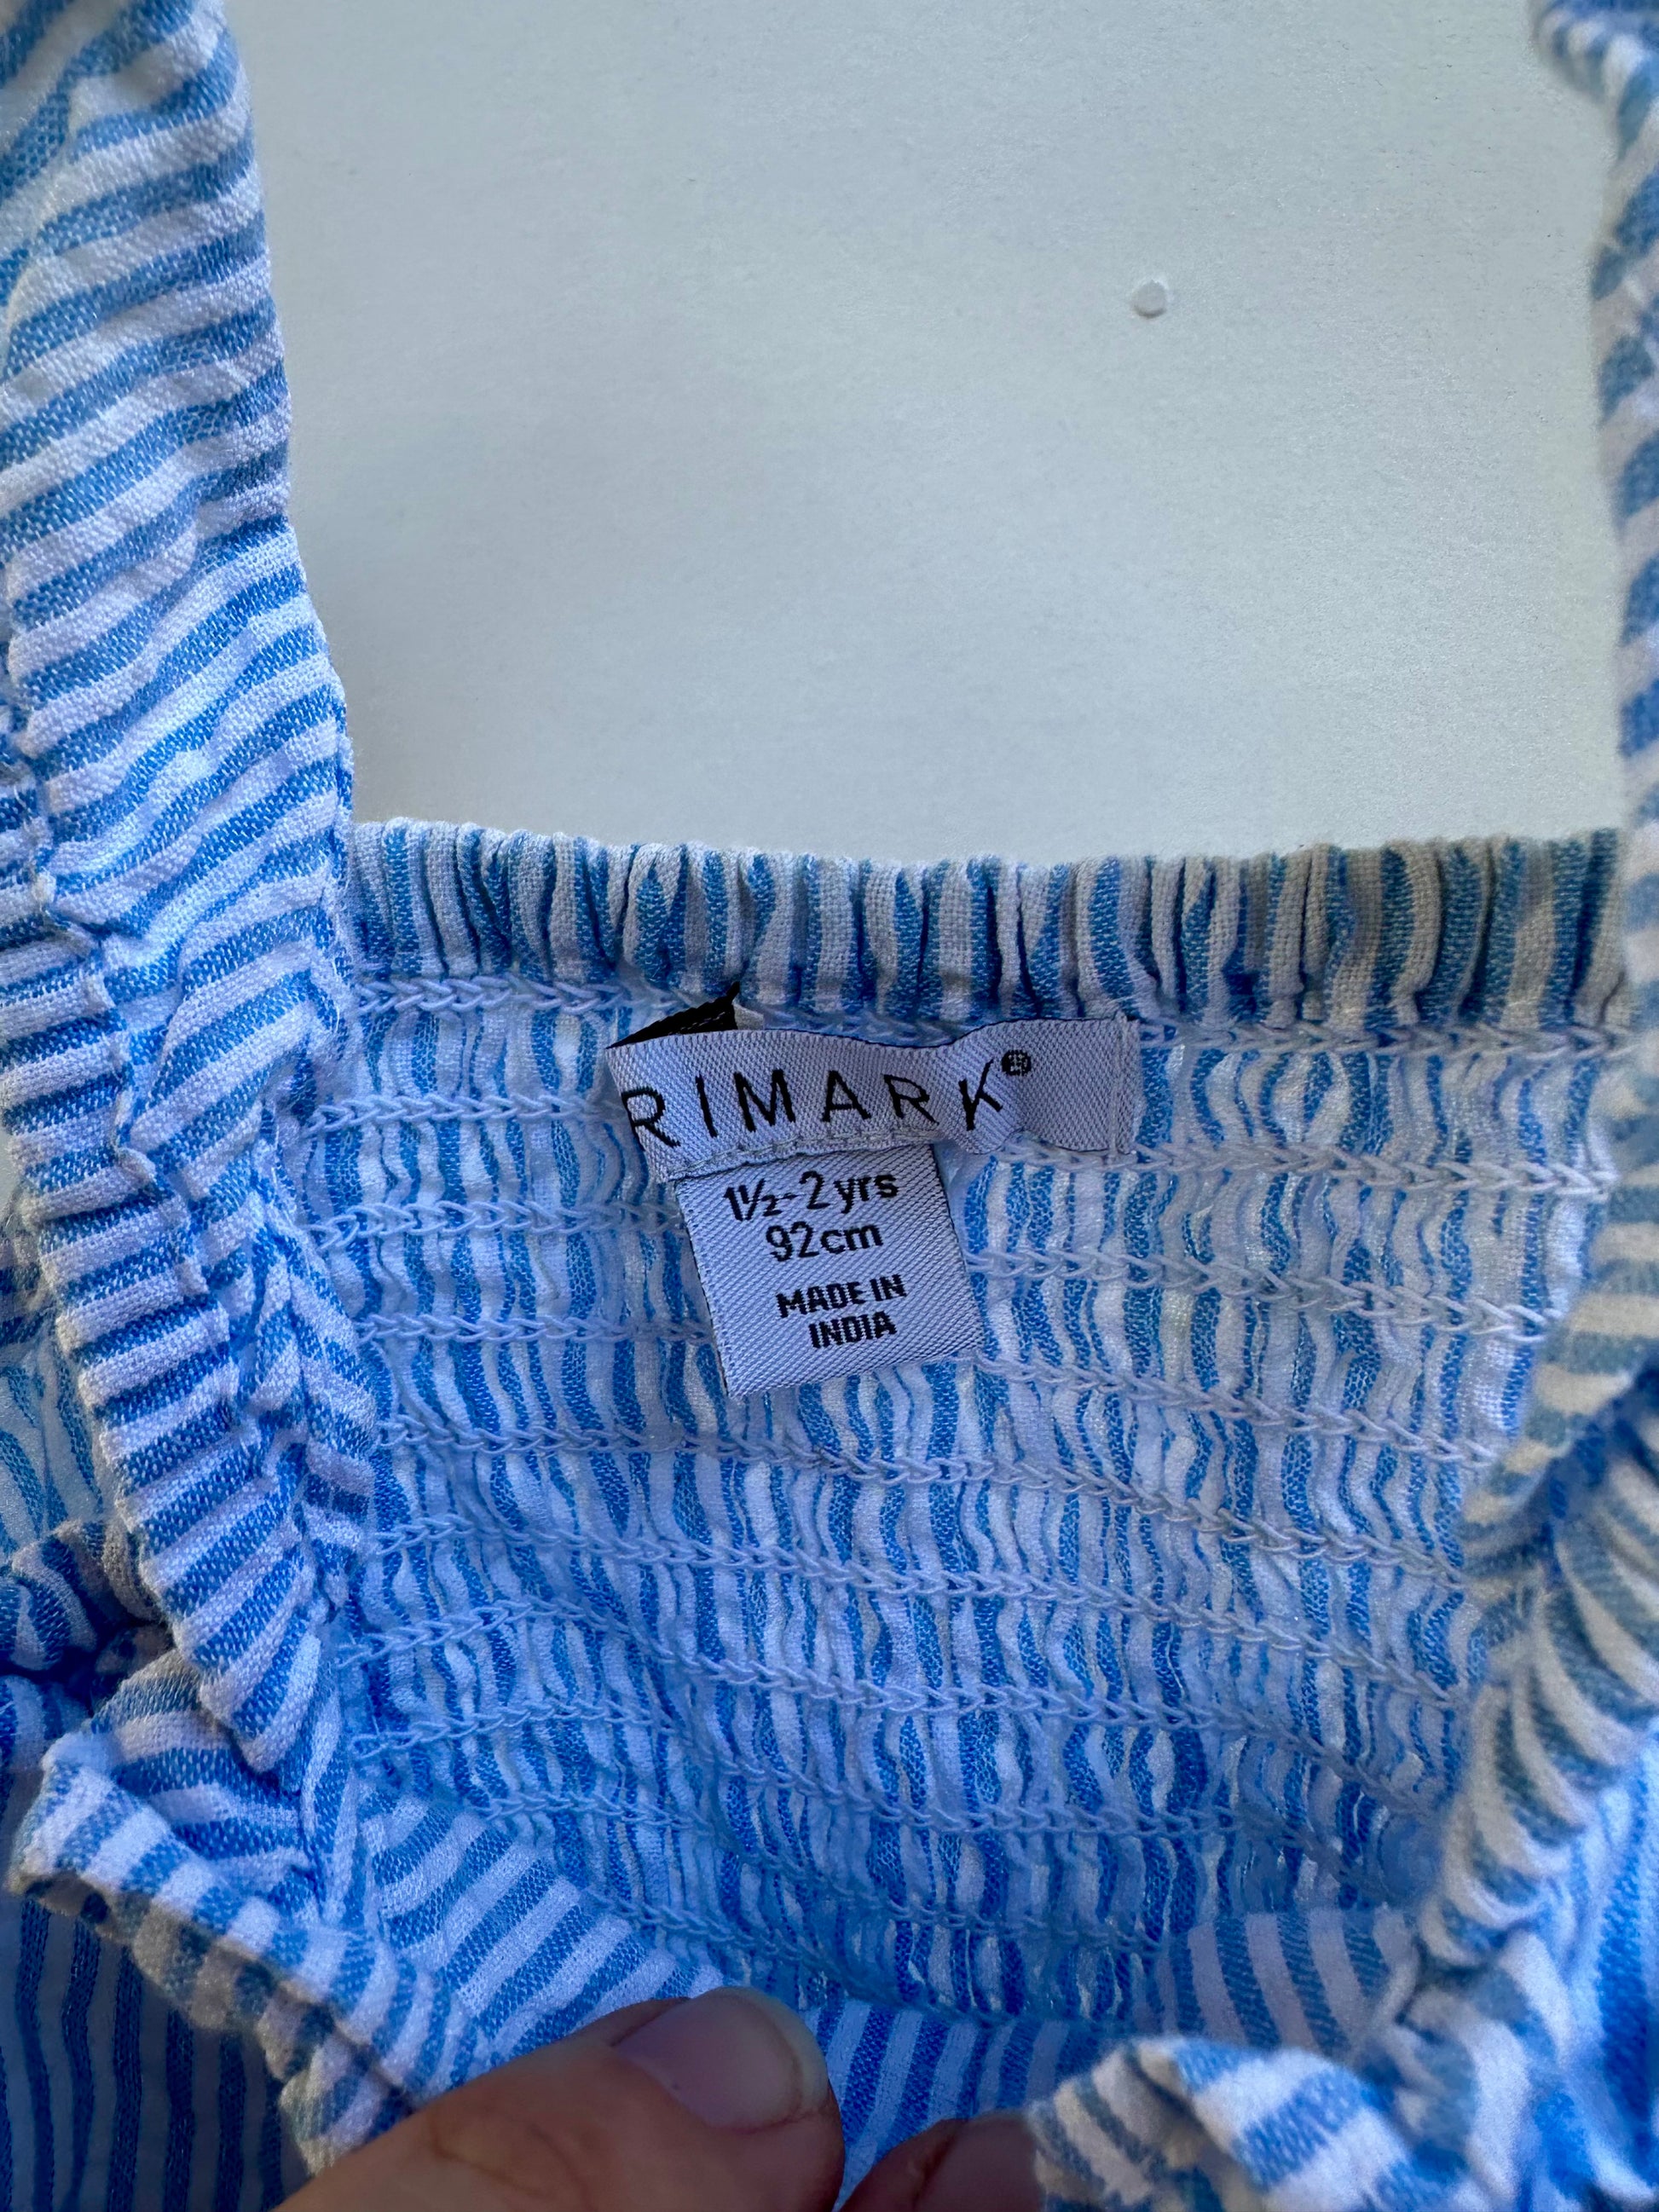 RIMARK®
1½-2 yrs
92cm
MADE IN
INDIA